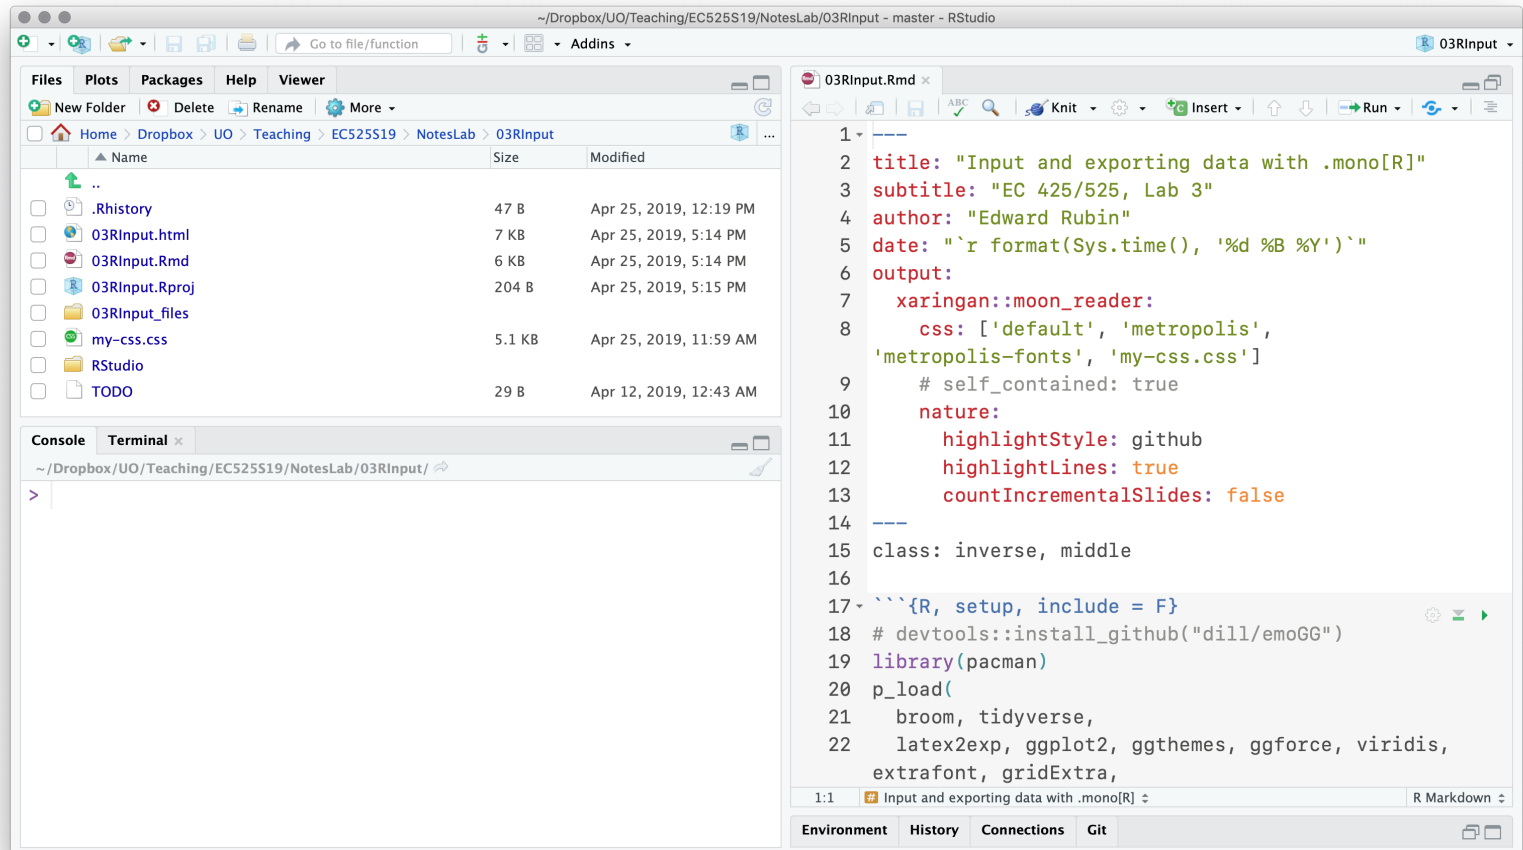 ~/Dropbox/UO/Teaching/EC525S19/NotesLab/03RInput - master - RStudio
Go to file/function
Addins
03RInput
Files Plots Packages Help Viewer
New Folder Delete Rename More
Home Dropbox UO Teaching EC525S19 NotesLab 03RInput ...
Name Size Modified
..
.Rhistory 47 B Apr 25, 2019, 12:19 PM
03RInput.html 7 KB Apr 25, 2019, 5:14 PM
03RInput.Rmd 6 KB Apr 25, 2019, 5:14 PM
03RInput.Rproj 204 B Apr 25, 2019, 5:15 PM
03RInput_files
my-css.css 5.1 KB Apr 25, 2019, 11:59 AM
RStudio
TODO 29 B Apr 12, 2019, 12:43 AM
Console Terminal
~/Dropbox/UO/Teaching/EC525S19/NotesLab/03RInput/
>
03RInput.Rmd
ABC Knit Insert Run
1 ---
2 title: "Input and exporting data with .mono[R]"
3 subtitle: "EC 425/525, Lab 3"
4 author: "Edward Rubin"
5 date: "`r format(Sys.time(), '%d %B %Y')`"
6 output:
7 xaringan::moon_reader:
8 css: ['default', 'metropolis',
'metropolis-fonts', 'my-css.css']
9 # self_contained: true
10 nature:
11 highlightStyle: github
12 highlightLines: true
13 countIncrementalSlides: false
14 ---
15 class: inverse, middle
16
17 ```{R, setup, include = F}
18 # devtools::install_github("dill/emoGG")
19 library(pacman)
20 p_load(
21 broom, tidyverse,
22 latex2exp, ggplot2, ggthemes, ggforce, viridis,
extrafont, gridExtra,
1:1 # Input and exporting data with .mono[R] R Markdown
Environment History Connections Git